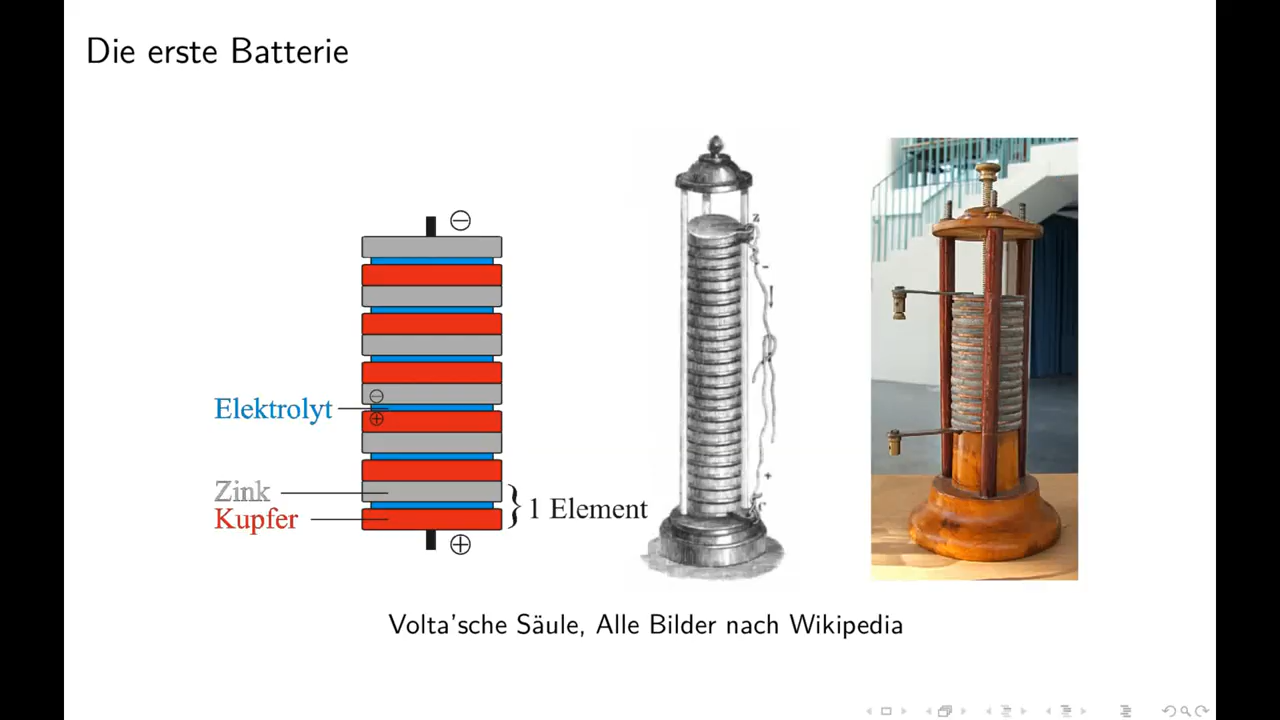 Die erste Batterie
⊖
Elektrolyt
⊖
⊕
Zink
Kupfer
1 Element
⊕
z
-
+
Volta'sche Säule, Alle Bilder nach Wikipedia